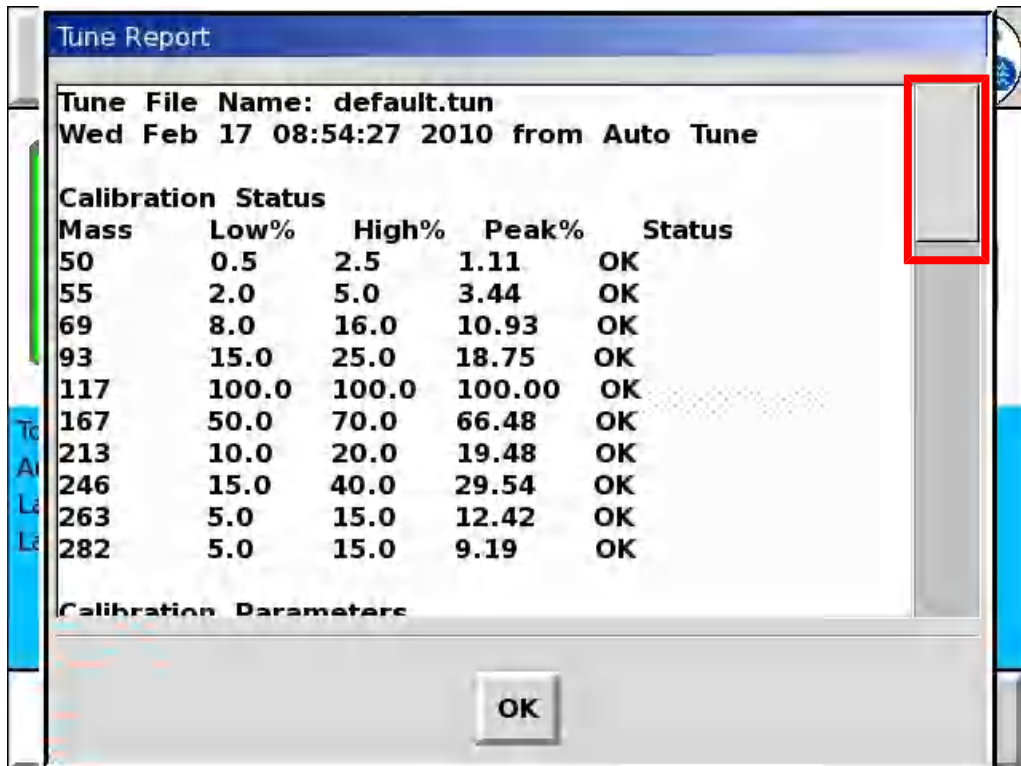 Tune Report
Tune File Name: default.tun
Wed Feb 17 08:54:27 2010 from Auto Tune
Calibration Status
Mass Low% High% Peak% Status
50 0.5 2.5 1.11 OK
55 2.0 5.0 3.44 OK
69 8.0 16.0 10.93 OK
93 15.0 25.0 18.75 OK
117 100.0 100.0 100.00 OK
167 50.0 70.0 66.48 OK
213 10.0 20.0 19.48 OK
246 15.0 40.0 29.54 OK
263 5.0 15.0 12.42 OK
282 5.0 15.0 9.19 OK
Calibration Parameters
OK